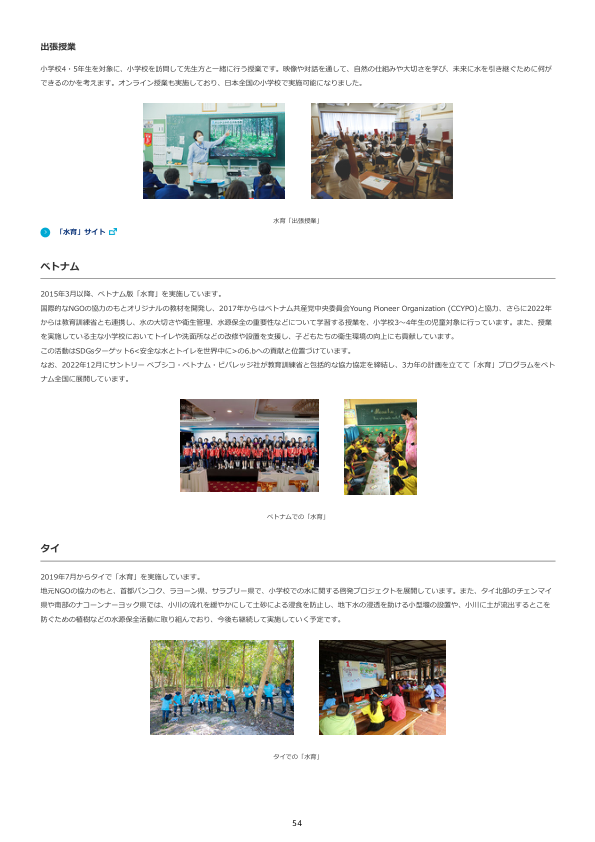 出張授業
小学校4・5年生を対象に、小学校を訪問して先生方と一緒に行う授業です。映像や対話を通して、自然の仕組みや大切さを学び、未来に水を引き継ぐために何が
できるのかを考えます。オンライン授業も実施しており、日本全国の小学校で実施可能になりました。
水育「出張授業」
「水育」サイト
ベトナム
2015年3月以降、ベトナム版「水育」を実施しています。
国際的なNGOの協力のもとオリジナルの教材を開発し、2017年からはベトナム共産党中央委員会Young Pioneer Organization (CCYPO)と協力、さらに2022年
からは教育訓練省とも連携し、水の大切さや衛生管理、水源保全の重要性などについて学習する授業を、小学校3〜4年生の児童対象に行っています。また、授業
を実施している主な小学校においてトイレや洗面所などの改修や設置を支援し、子どもたちの衛生環境の向上にも貢献しています。
この活動はSDGsターゲット6<安全な水とトイレを世界中に>の6.bへの貢献と位置づけています。
なお、2022年12月にサントリー ペプシコ・ベトナム・ビバレッジ社が教育訓練省と包括的な協力協定を締結し、3カ年の計画を立てて「水育」プログラムをベト
ナム全国に展開しています。
ベトナムでの「水育」
タイ
2019年7月からタイで「水育」を実施しています。
地元NGOの協力のもと、首都バンコク、ラヨーン県、サラブリー県で、小学校での水に関する啓発プロジェクトを展開しています。また、タイ北部のチェンマイ
県や南部のナコーンナーヨック県では、小川の流れを緩やかにして土砂による浸食を防止し、地下水の浸透を助ける小型堰の設置や、小川に土が流出するとこを
防ぐための植樹などの水源保全活動に取り組んでおり、今後も継続して実施していく予定です。
タイでの「水育」
54